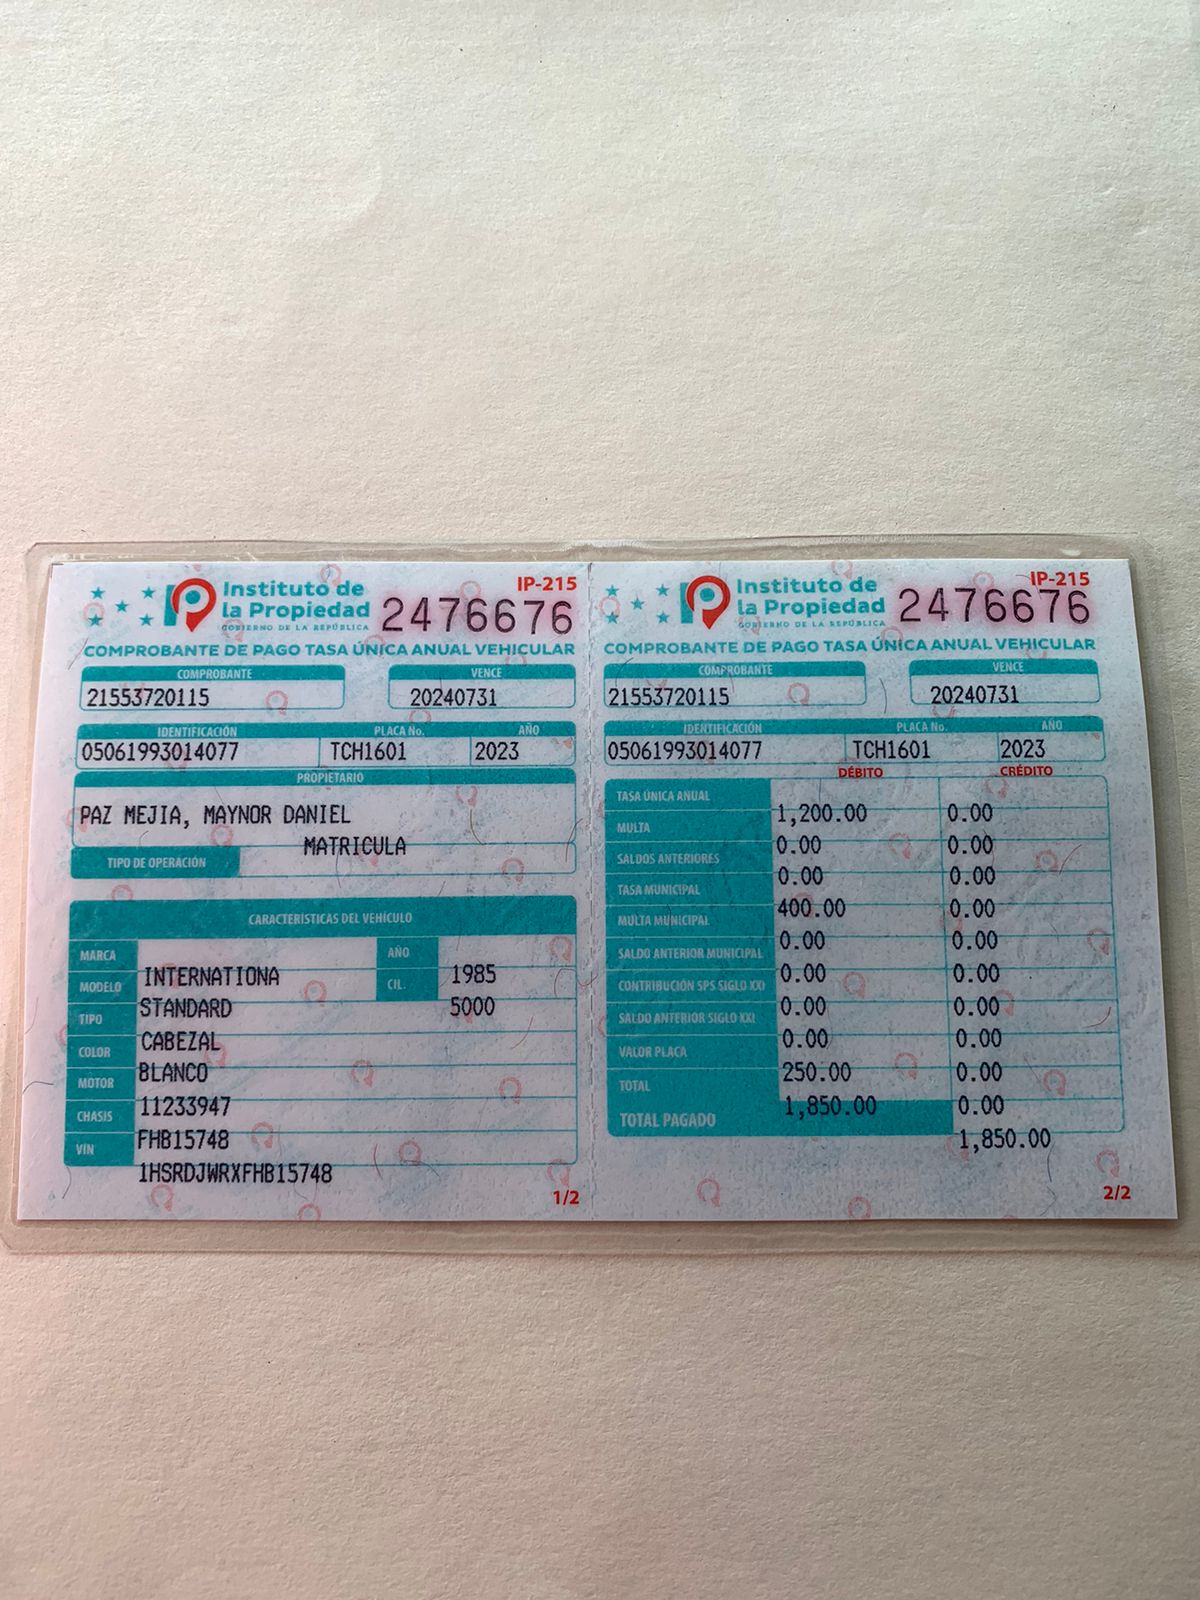 Instituto de
la Propiedad
GOBIERNO DE LA REPÚBLICA
IP-215
2476676
COMPROBANTE DE PAGO TASA ÚNICA ANUAL VEHICULAR
COMPROBANTE VENCE
21553720115 20240731
IDENTIFICACIÓN PLACA No. AÑO
05061993014077 TCH1601 2023
PROPIETARIO
PAZ MEJIA, MAYNOR DANIEL
MATRICULA
TIPO DE OPERACIÓN
CARACTERISTICAS DEL VEHÍCULO
MARCA INTERNATIONA AÑO 1985
MODELO STANDARD CIL. 5000
TIPO CABEZAL
COLOR BLANCO
MOTOR 11233947
CHASIS FHB15748
VIN 1HSRDJWRXFHB15748
1/2
Instituto de
la Propiedad
GOBIERNO DE LA REPÚBLICA
IP-215
2476676
COMPROBANTE DE PAGO TASA ÚNICA ANUAL VEHICULAR
COMPROBANTE VENCE
21553720115 20240731
IDENTIFICACIÓN PLACA No. AÑO
05061993014077 TCH1601 2023
DÉBITO CRÉDITO
TASA ÚNICA ANUAL 1,200.00 0.00
MULTA 0.00 0.00
SALDOS ANTERIORES 0.00 0.00
TASA MUNICIPAL 400.00 0.00
MULTA MUNICIPAL 0.00 0.00
SALDO ANTERIOR MUNICIPAL 0.00 0.00
CONTRIBUCIÓN SPS SIGLO XXI 0.00 0.00
SALDO ANTERIOR SIGLO XXI 0.00 0.00
VALOR PLACA 250.00 0.00
TOTAL 1,850.00 0.00
TOTAL PAGADO 1,850.00
2/2